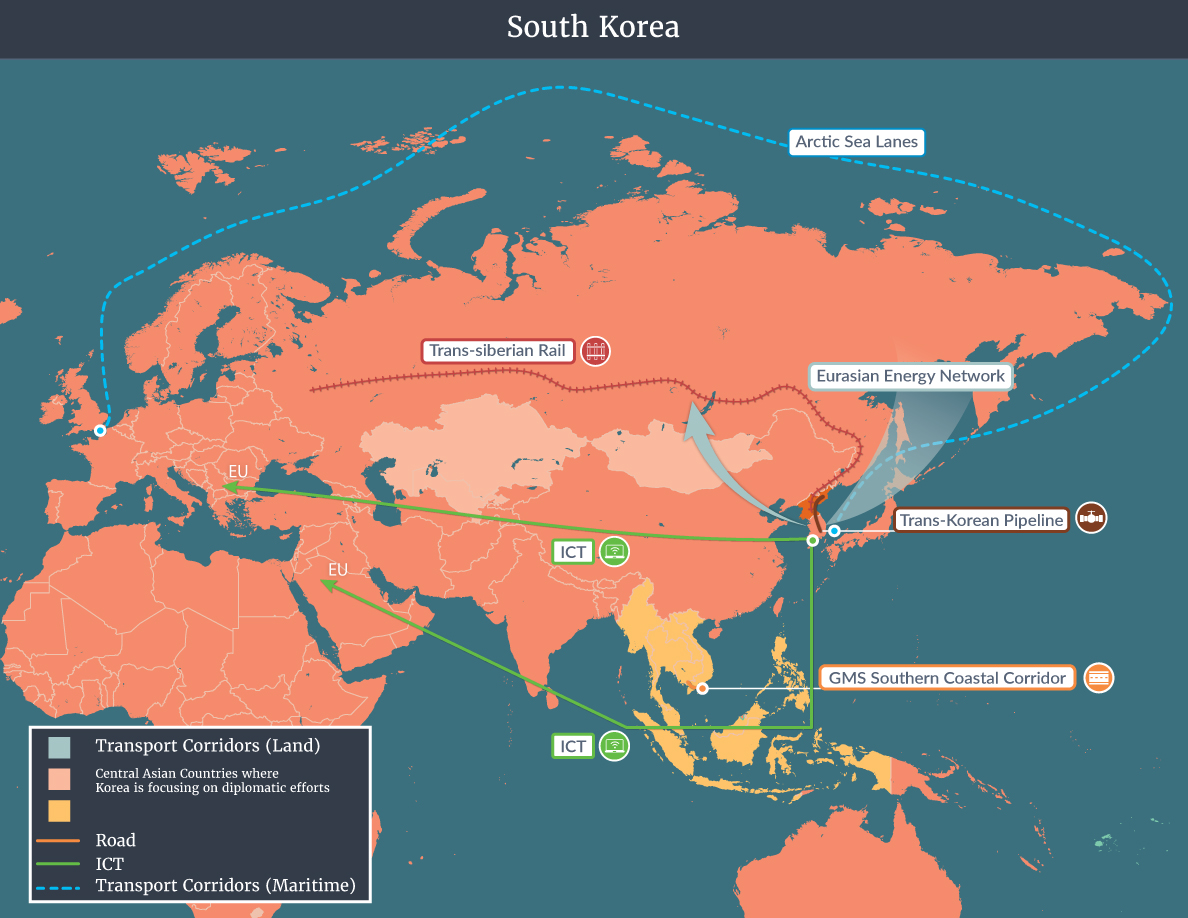 South Korea
Arctic Sea Lanes
Trans-siberian Rail
Eurasian Energy Network
EU
Trans-Korean Pipeline
ICT
EU
GMS Southern Coastal Corridor
ICT
Transport Corridors (Land)
Central Asian Countries where
Korea is focusing on diplomatic efforts
Road
ICT
Transport Corridors (Maritime)